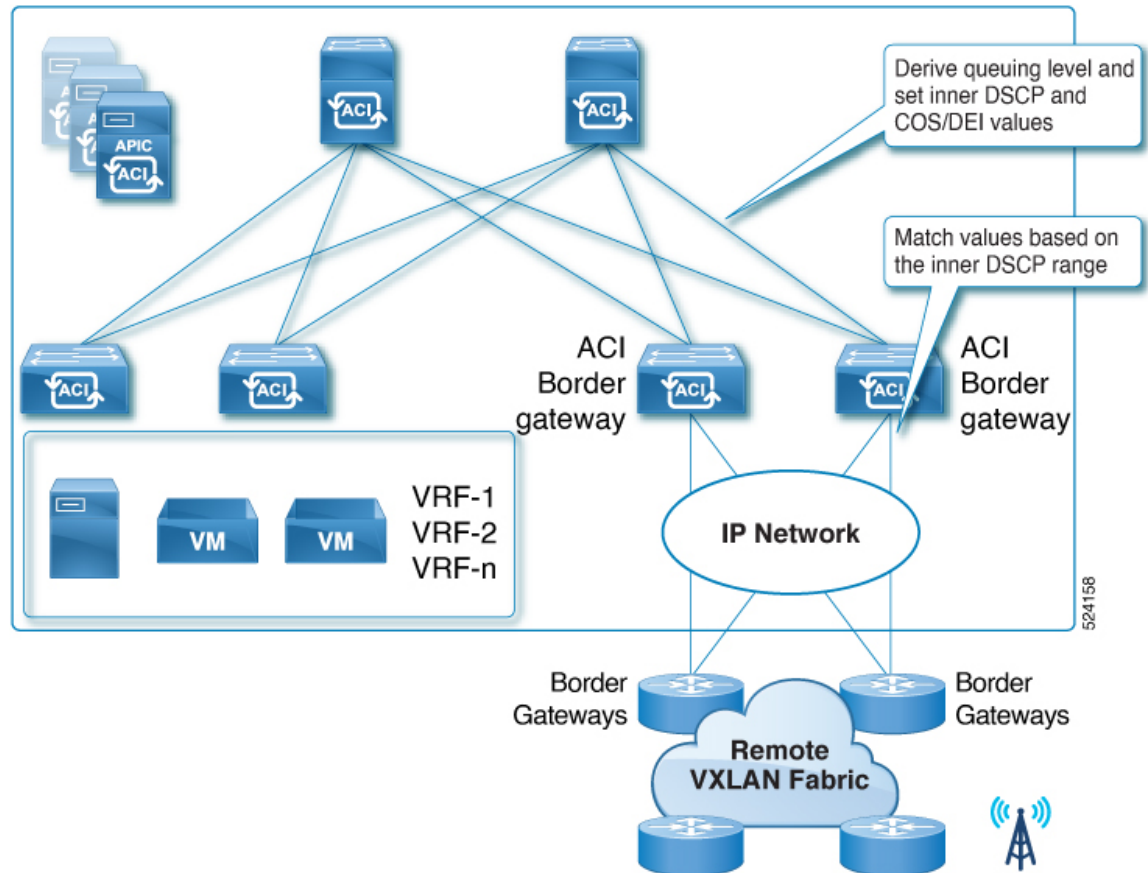 ACI
ACI
Derive queuing level and
set inner DSCP and
COS/DEI values
APIC
ACI
Match values based on
the inner DSCP range
ACI
ACI
ACI
Border
gateway
ACI
ACI
ACI
Border
gateway
VM
VM
VRF-1
VRF-2
VRF-n
IP Network
524158
Border
Gateways
Border
Gateways
Remote
VXLAN Fabric